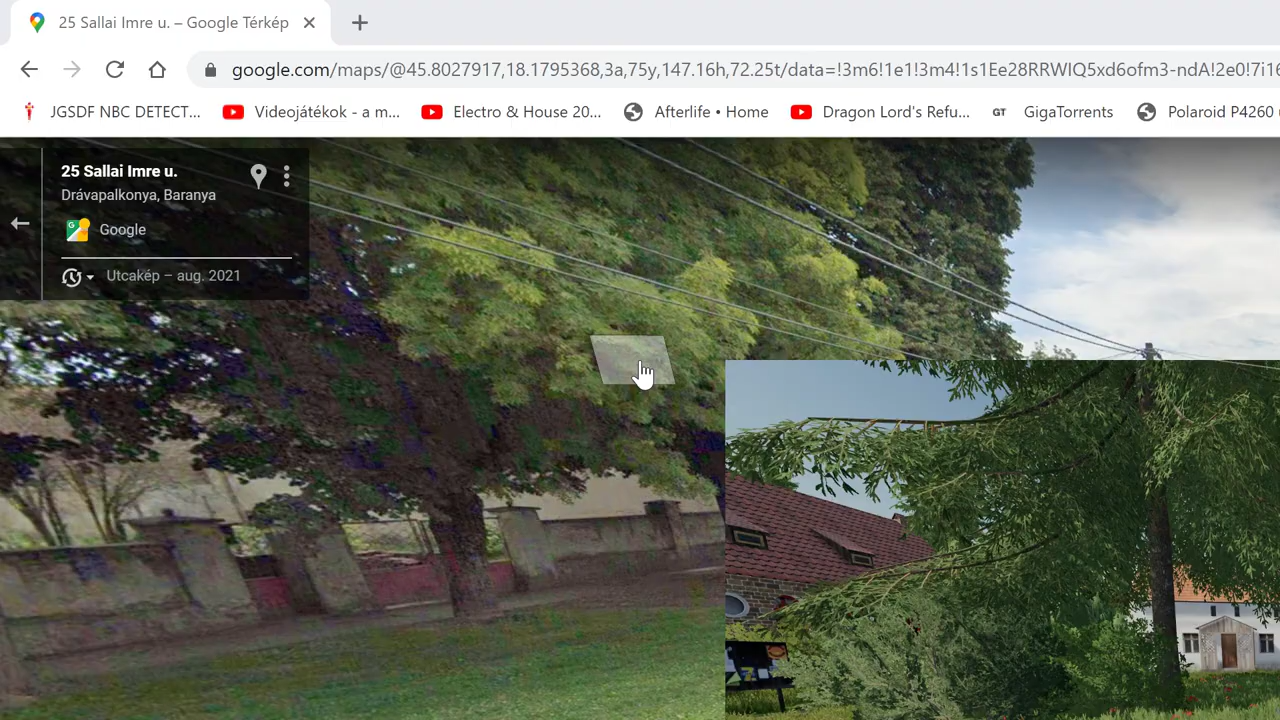 25 Sallai Imre u. – Google Térkép
google.com/maps/@45.8027917,18.1795368,3a,75y,147.16h,72.25t/data=!3m6!1e1!3m4!1s1Ee28RRWIQ5xd6ofm3-ndA!2e0!7i16
JGSDF NBC DETECT... Videojátékok - a m... Electro & House 20... Afterlife • Home Dragon Lord's Refu... GT GigaTorrents Polaroid P4260
25 Sallai Imre u.
Drávapalkonya, Baranya
Google
Utcakép – aug. 2021